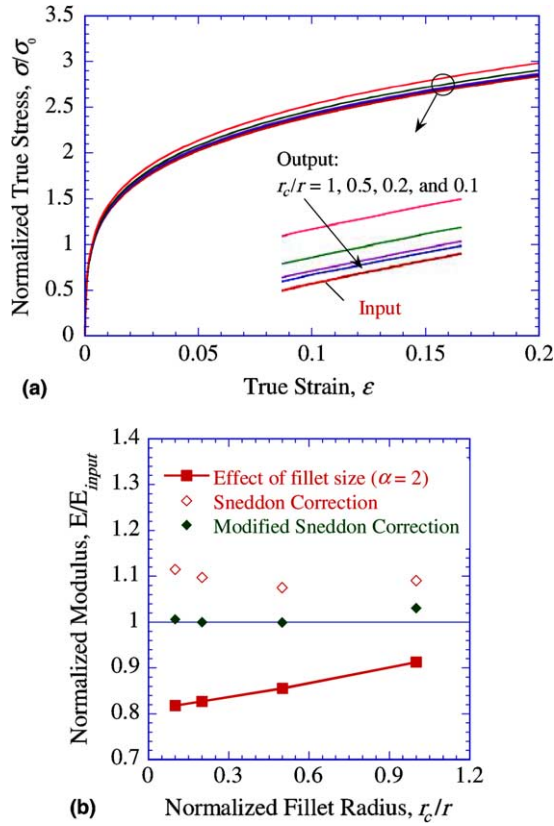 3.5
3
2.5
2
1.5
1
0.5
0
0
0.05
0.1
0.15
0.2
Normalized True Stress, σ/σ₀
Output:
r_c/r = 1, 0.5, 0.2, and 0.1
Input
True Strain, ε
(a)
1.4
1.3
1.2
1.1
1
0.9
0.8
0.7
0
0.3
0.6
0.9
1.2
Normalized Modulus, E/E_input
Effect of fillet size (α = 2)
Sneddon Correction
Modified Sneddon Correction
Normalized Fillet Radius, r_c/r
(b)